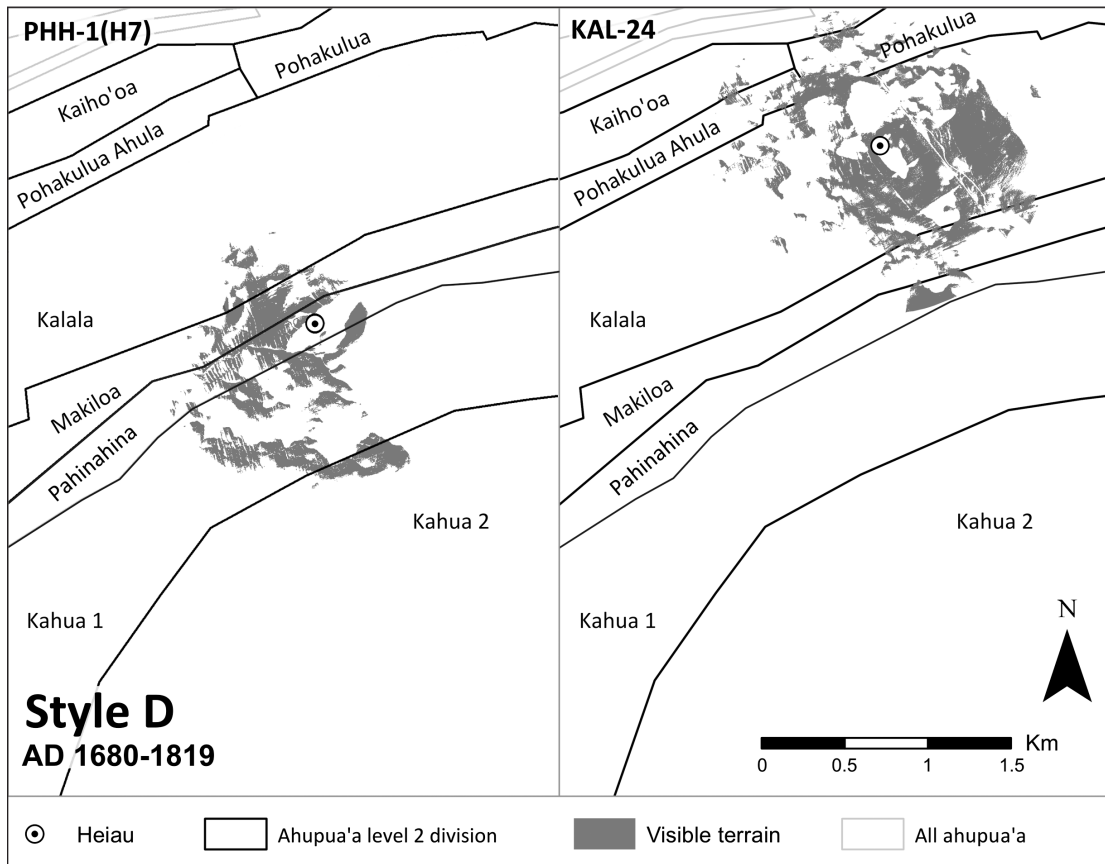 PHH-1(H7)
Pohakulua
Kaiho'oa
Pohakulua Ahula
Kalala
Makiloa
Pahinahina
Kahua 2
Kahua 1
Style D
AD 1680-1819
KAL-24
Pohakulua
Kaiho'oa
Pohakulua Ahula
Kalala
Makiloa
Pahinahina
Kahua 2
Kahua 1
N
Km
0 0.5 1 1.5
Heiau
Ahupua'a level 2 division
Visible terrain
All ahupua'a